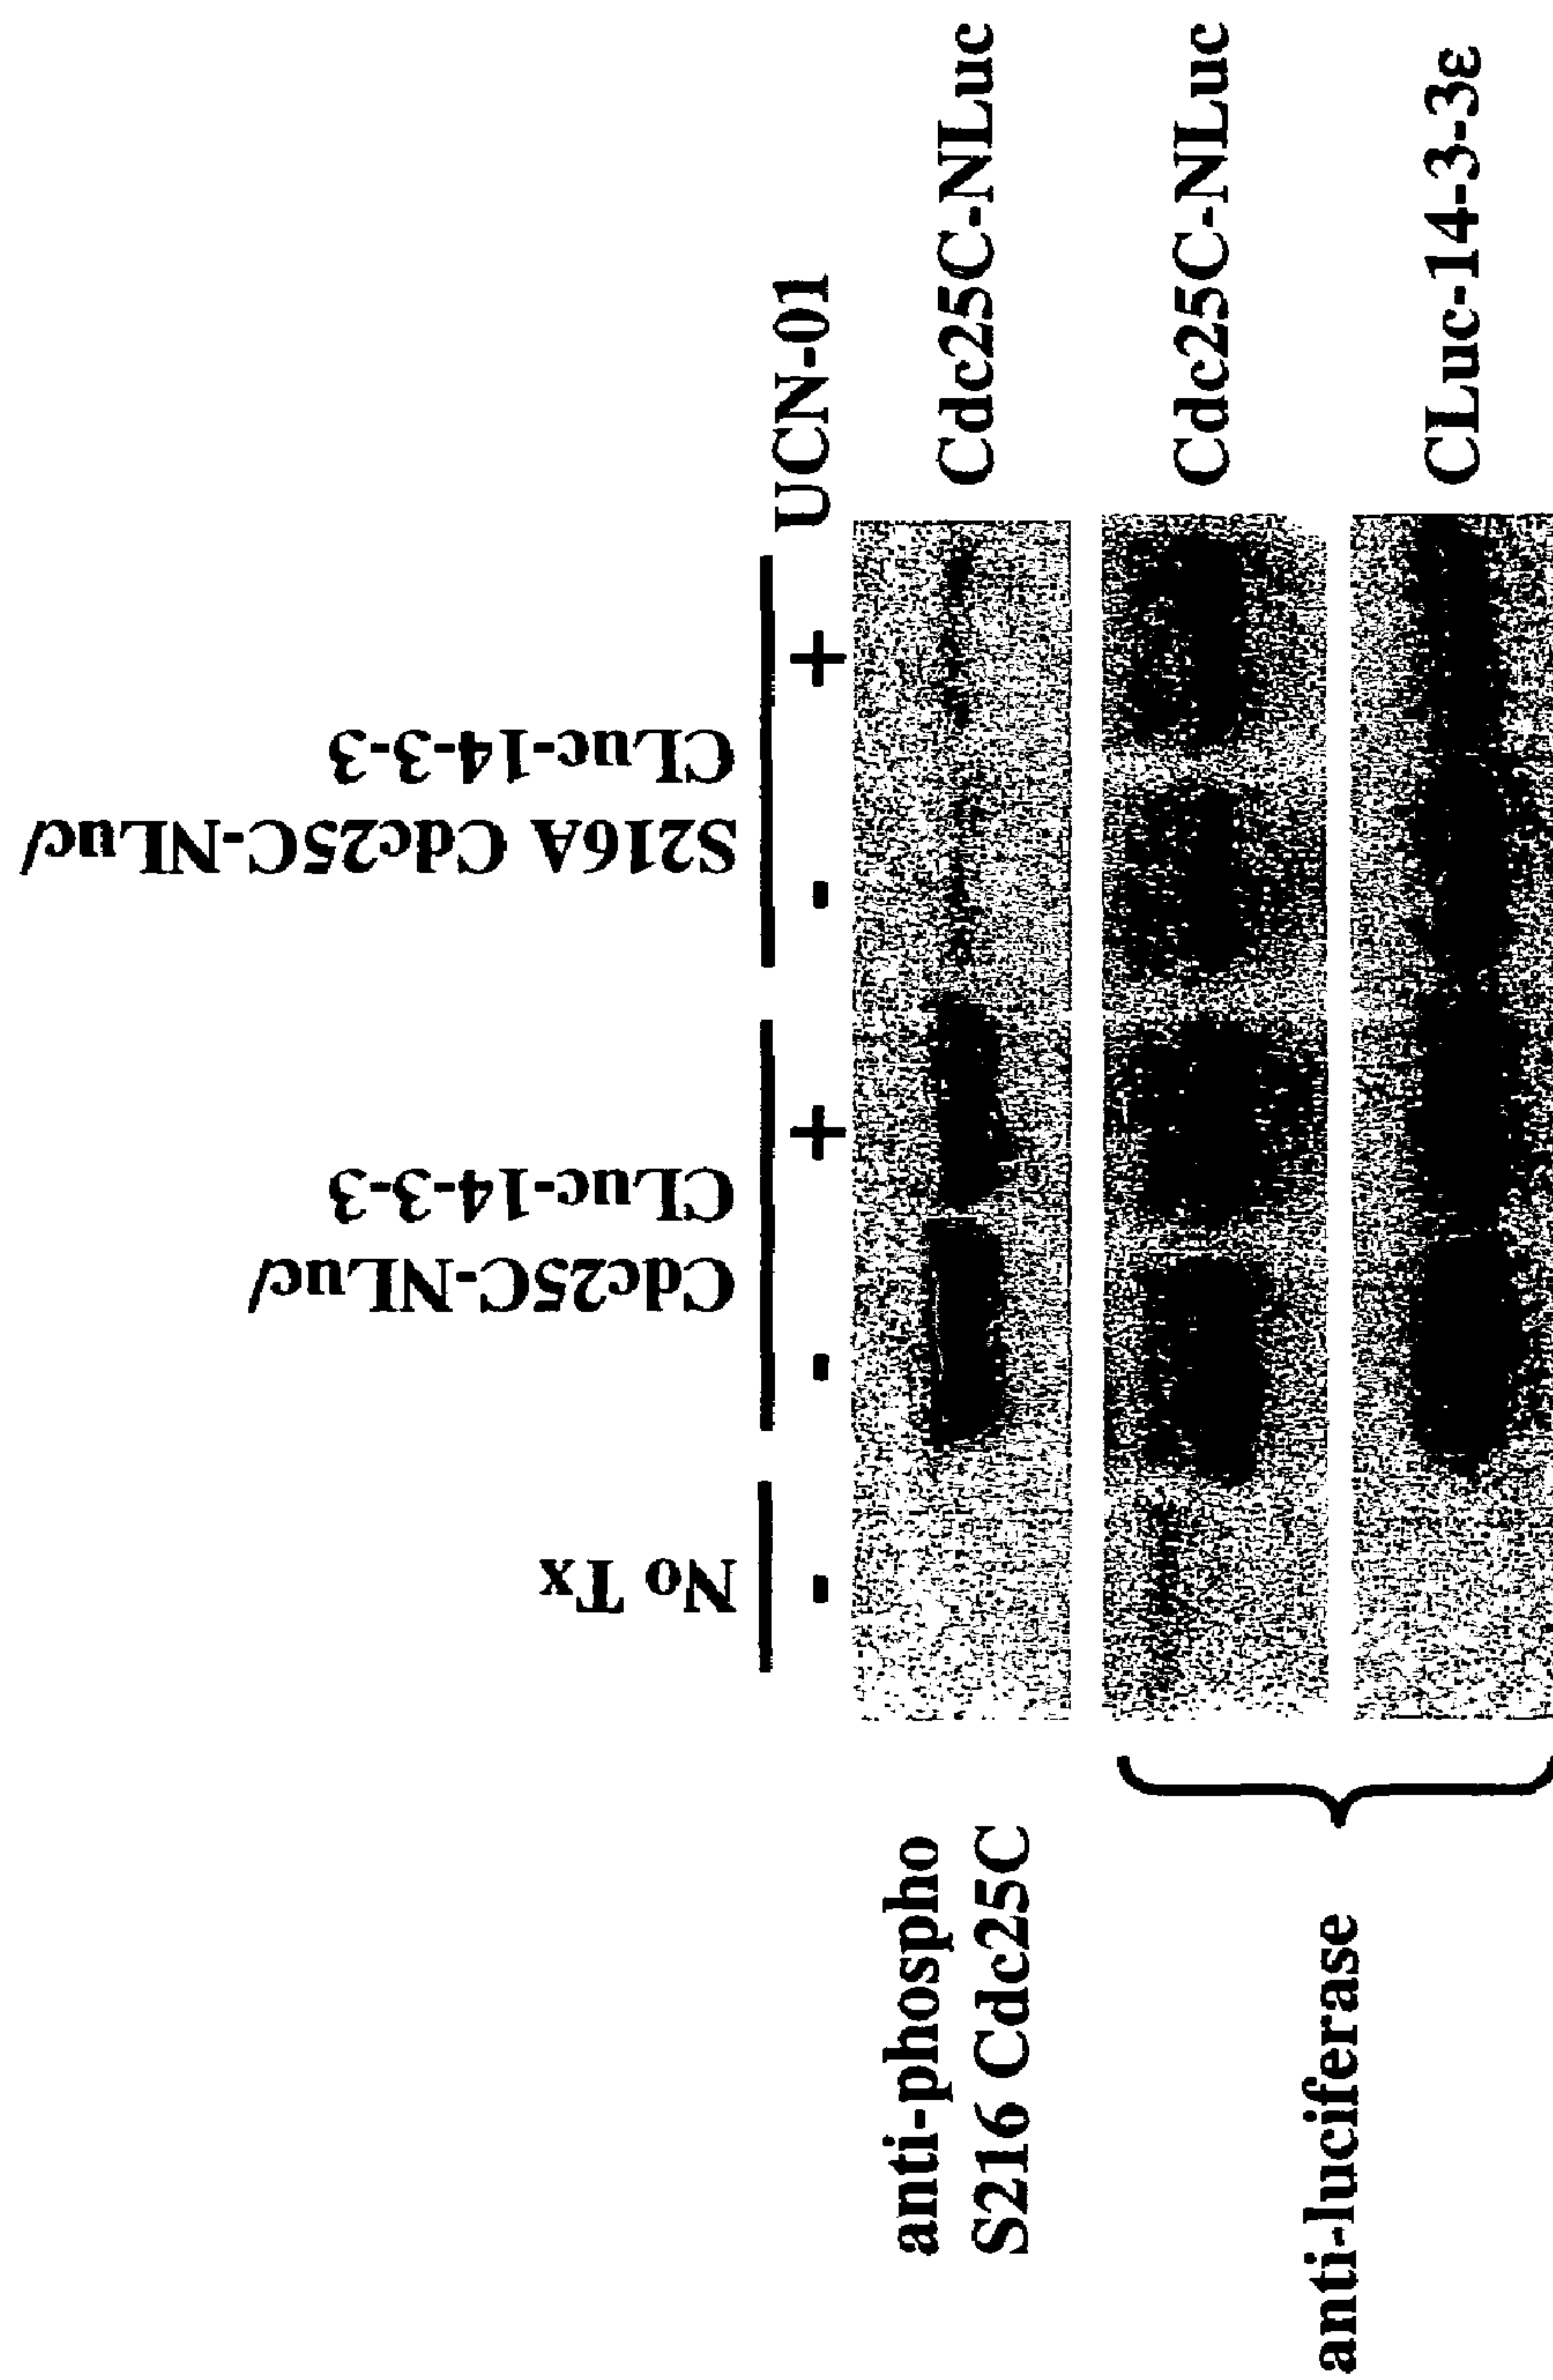 No Tx
Cdc25C-NLuc/
CLuc-14-3-3
S216A Cdc25C-NLuc/
CLuc-14-3-3
- - + - + UCN-01
anti-phospho
S216 Cdc25C
Cdc25C-NLuc
anti-luciferase
Cdc25C-NLuc
CLuc-14-3-3ε